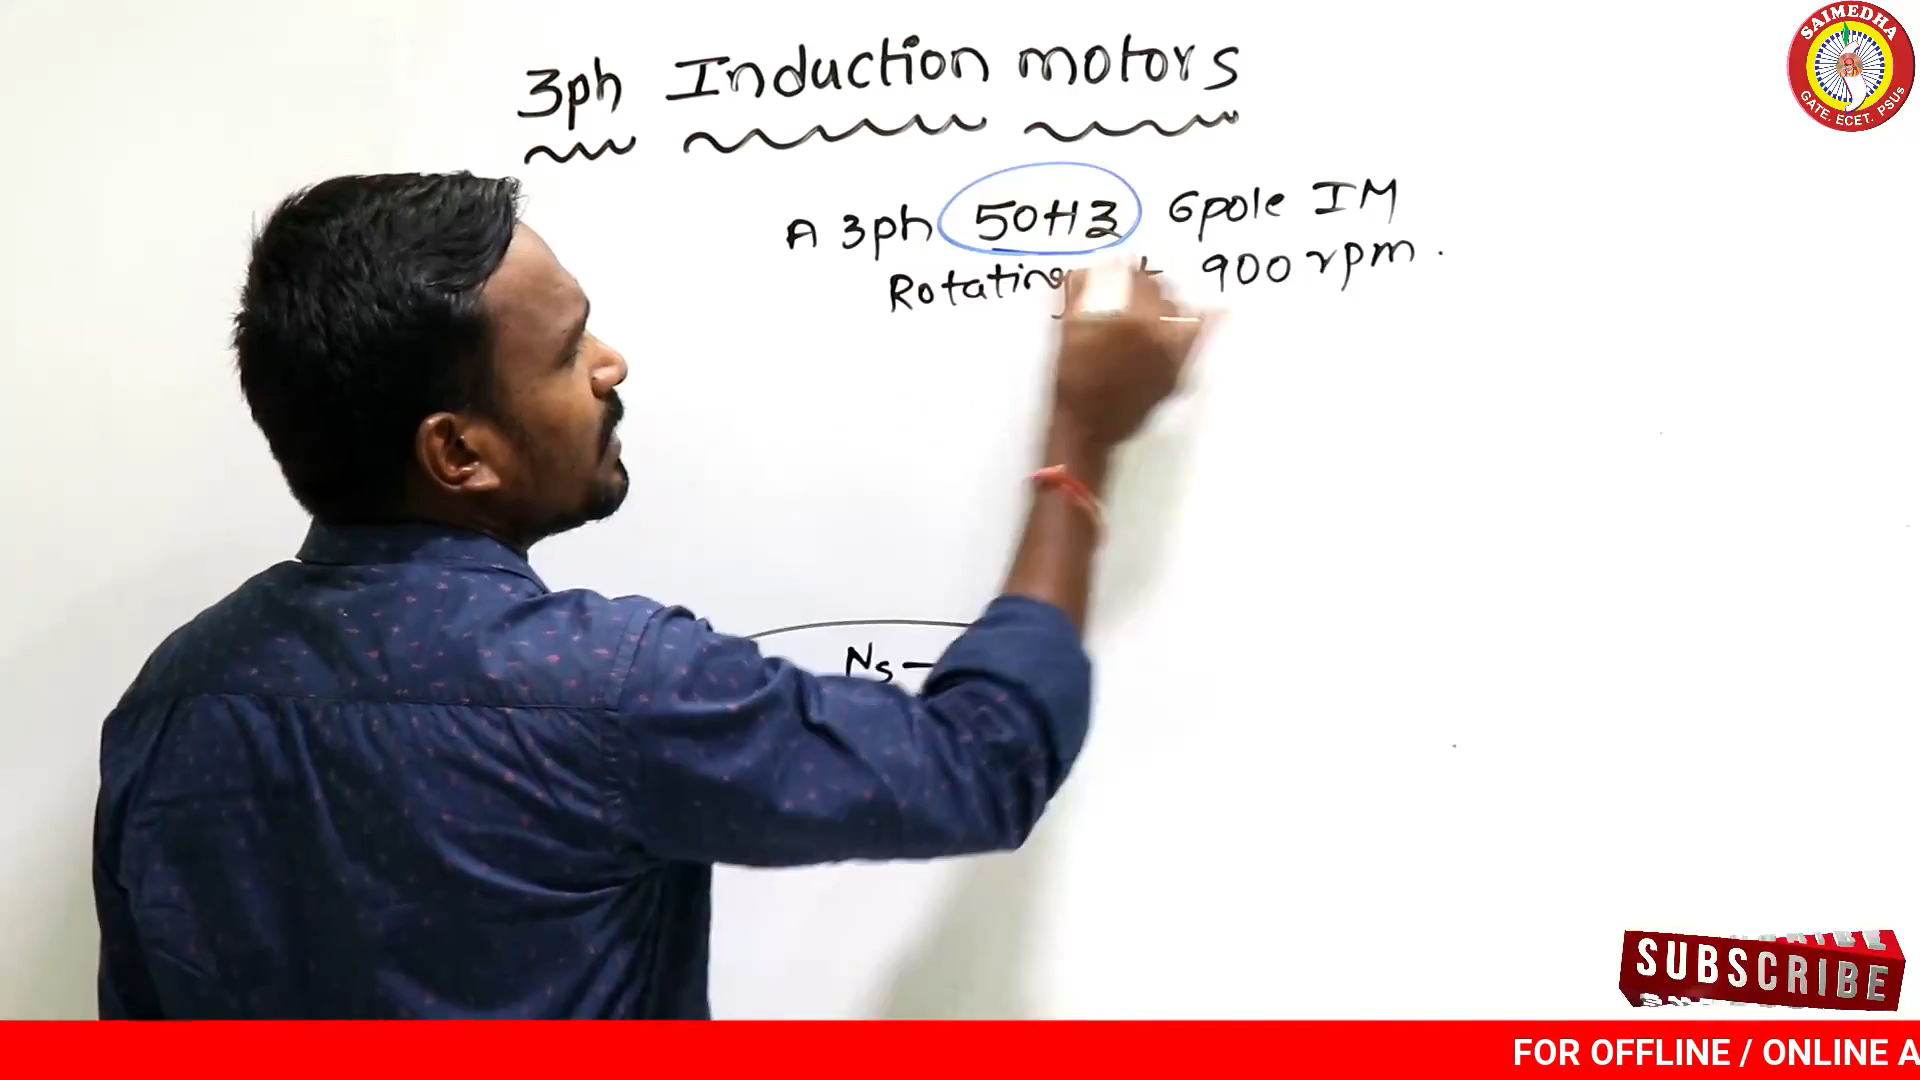 3ph Induction motors
A 3ph 50Hz 6pole IM
Rotating 900 rpm.
Ns
SAIMEDHA
GATE. ECET. PSUs
SUBSCRIBE
FOR OFFLINE / ONLINE A